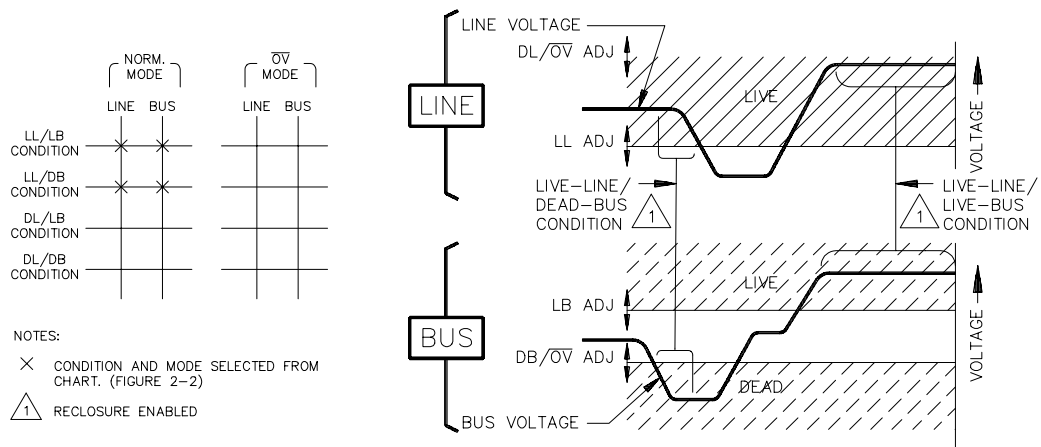 NORM.
MODE
OV
MODE
LINE BUS
LINE BUS
LL/LB
CONDITION
LL/DB
CONDITION
DL/LB
CONDITION
DL/DB
CONDITION
NOTES:
CONDITION AND MODE SELECTED FROM
CHART. (FIGURE 2-2)
1 RECLOSURE ENABLED
LINE VOLTAGE
DL/OV ADJ
LINE
LIVE
LL ADJ
VOLTAGE
LIVE-LINE/
DEAD-BUS
CONDITION
1
1
LIVE-LINE/
LIVE-BUS
CONDITION
LIVE
LB ADJ
BUS
DB/OV ADJ
VOLTAGE
DEAD
BUS VOLTAGE